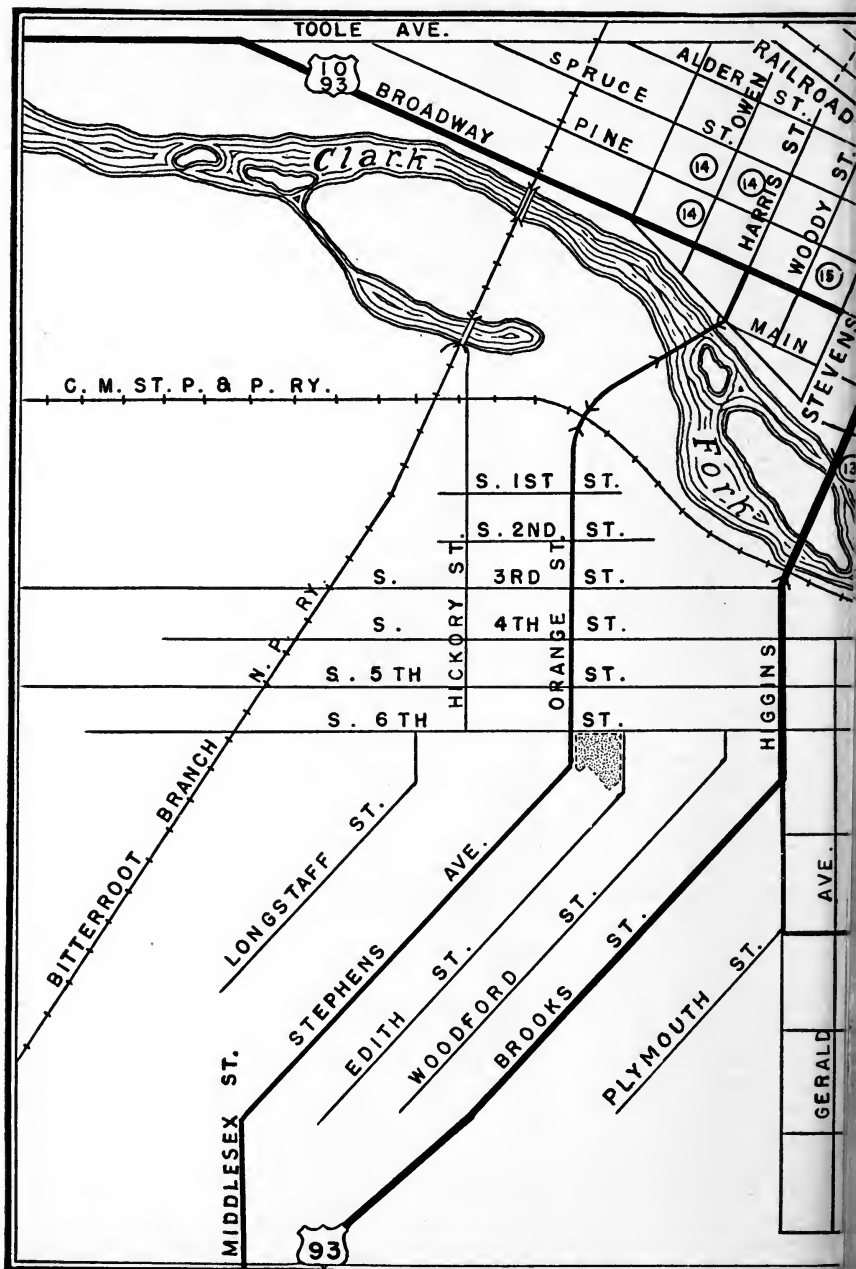 TOOLE AVE.
10
93
BROADWAY
SPRUCE ST.
PINE
ALDER ST.
OWEN
RAILROAD
HARRIS ST.
WOODY ST.
14
14
14
15
MAIN
STEVENS
13
Clark
Fork
C. M. ST. P. & P. RY.
S. 1ST ST.
S. 2ND. ST.
S. 3RD ST.
S. 4TH ST.
S. 5TH ST.
S. 6TH ST.
HICKORY ST.
ORANGE ST.
HIGGINS
BITTERROOT BRANCH N. P. RY.
LONGSTAFF ST.
STEPHENS AVE.
EDITH ST.
WOODFORD ST.
BROOKS ST.
PLYMOUTH ST.
GERALD AVE.
MIDDLESEX ST.
93